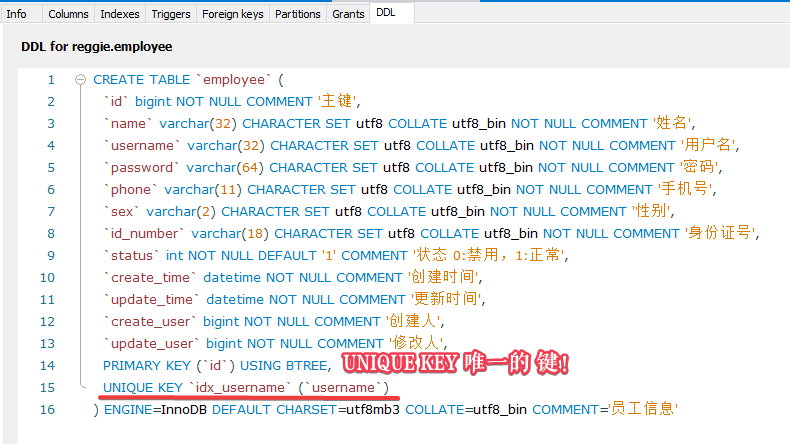 Info Columns Indexes Triggers Foreign keys Partitions Grants DDL
DDL for reggie.employee
1 CREATE TABLE `employee` (
2 `id` bigint NOT NULL COMMENT '主键',
3 `name` varchar(32) CHARACTER SET utf8 COLLATE utf8_bin NOT NULL COMMENT '姓名',
4 `username` varchar(32) CHARACTER SET utf8 COLLATE utf8_bin NOT NULL COMMENT '用户名',
5 `password` varchar(64) CHARACTER SET utf8 COLLATE utf8_bin NOT NULL COMMENT '密码',
6 `phone` varchar(11) CHARACTER SET utf8 COLLATE utf8_bin NOT NULL COMMENT '手机号',
7 `sex` varchar(2) CHARACTER SET utf8 COLLATE utf8_bin NOT NULL COMMENT '性别',
8 `id_number` varchar(18) CHARACTER SET utf8 COLLATE utf8_bin NOT NULL COMMENT '身份证号',
9 `status` int NOT NULL DEFAULT '1' COMMENT '状态 0:禁用，1:正常',
10 `create_time` datetime NOT NULL COMMENT '创建时间',
11 `update_time` datetime NOT NULL COMMENT '更新时间',
12 `create_user` bigint NOT NULL COMMENT '创建人',
13 `update_user` bigint NOT NULL COMMENT '修改人',
14 PRIMARY KEY (`id`) USING BTREE, UNIQUE KEY 唯一的 键!
15 UNIQUE KEY `idx_username` (`username`)
16 ) ENGINE=InnoDB DEFAULT CHARSET=utf8mb3 COLLATE=utf8_bin COMMENT='员工信息'